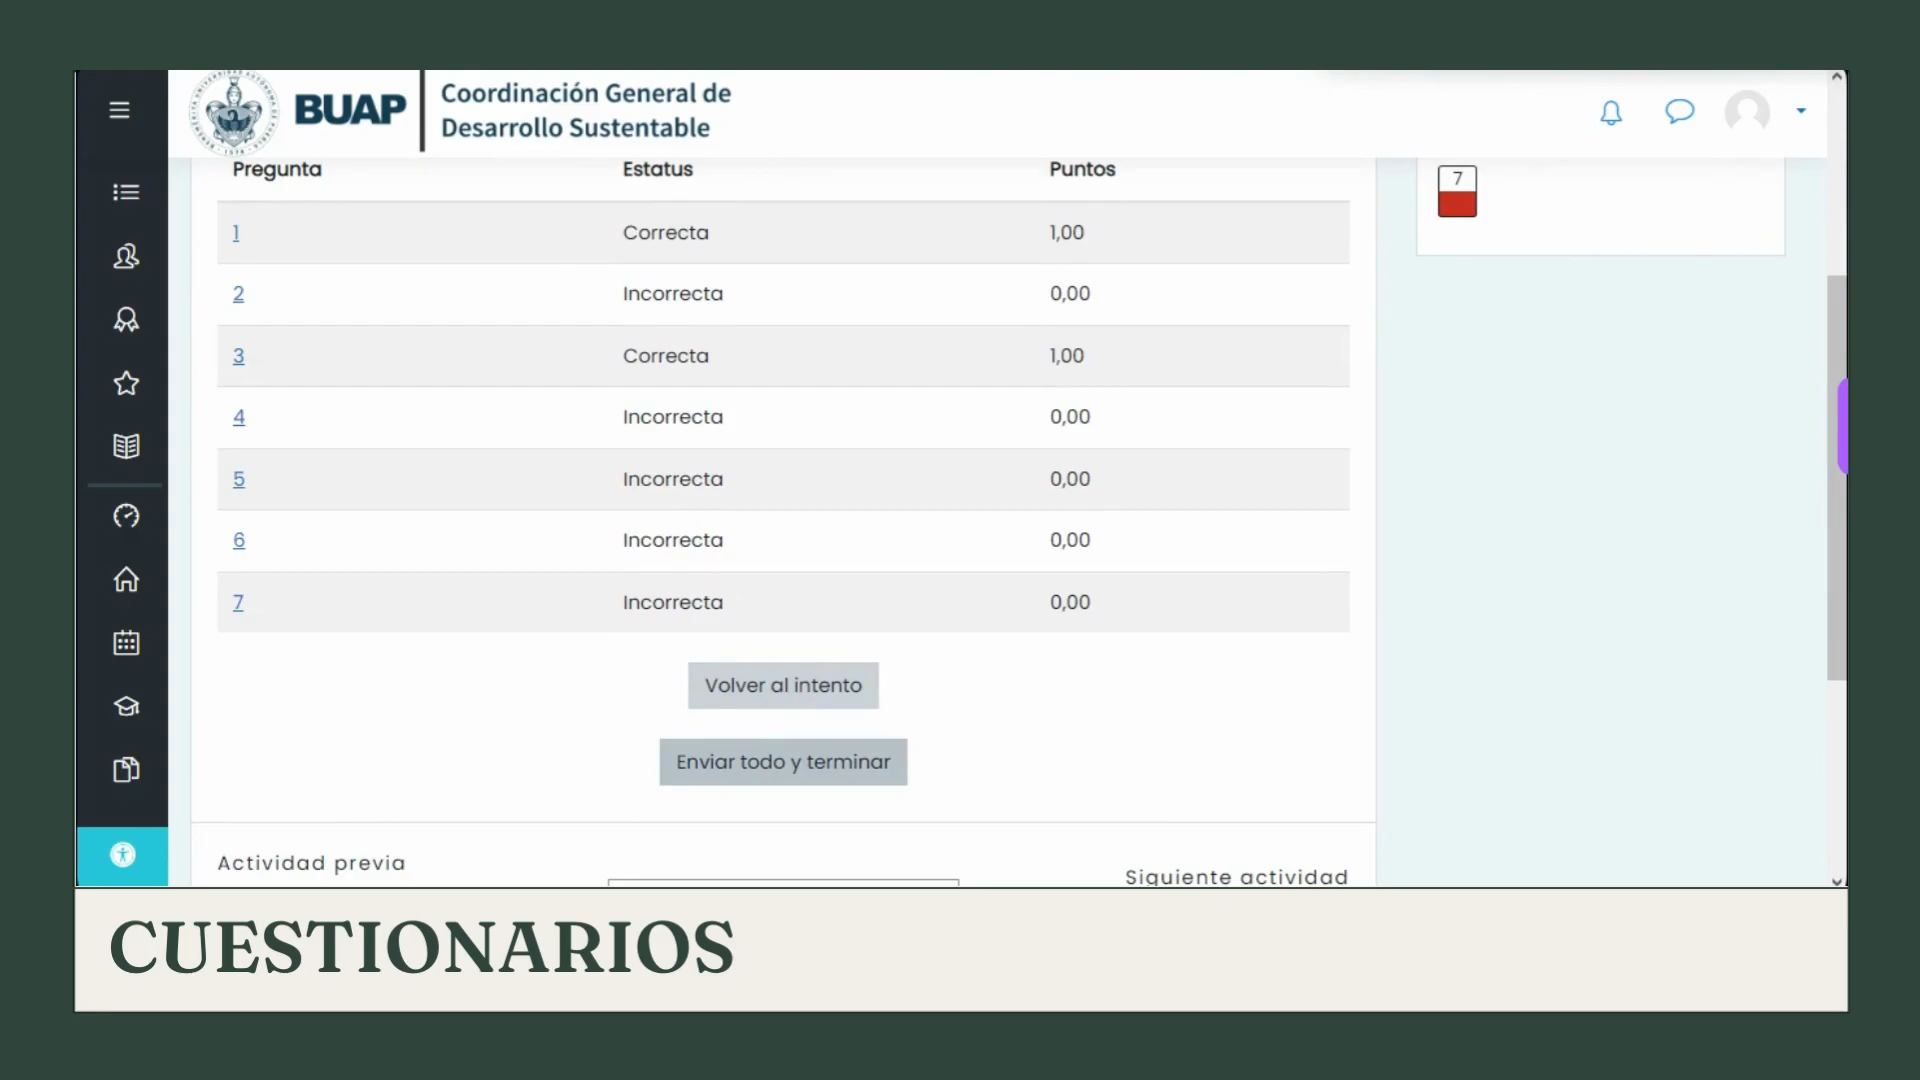 BUAP
Coordinación General de
Desarrollo Sustentable
Pregunta Estatus Puntos
7
1 Correcta 1,00
2 Incorrecta 0,00
3 Correcta 1,00
4 Incorrecta 0,00
5 Incorrecta 0,00
6 Incorrecta 0,00
7 Incorrecta 0,00
Volver al intento
Enviar todo y terminar
Actividad previa
Siguiente actividad
CUESTIONARIOS